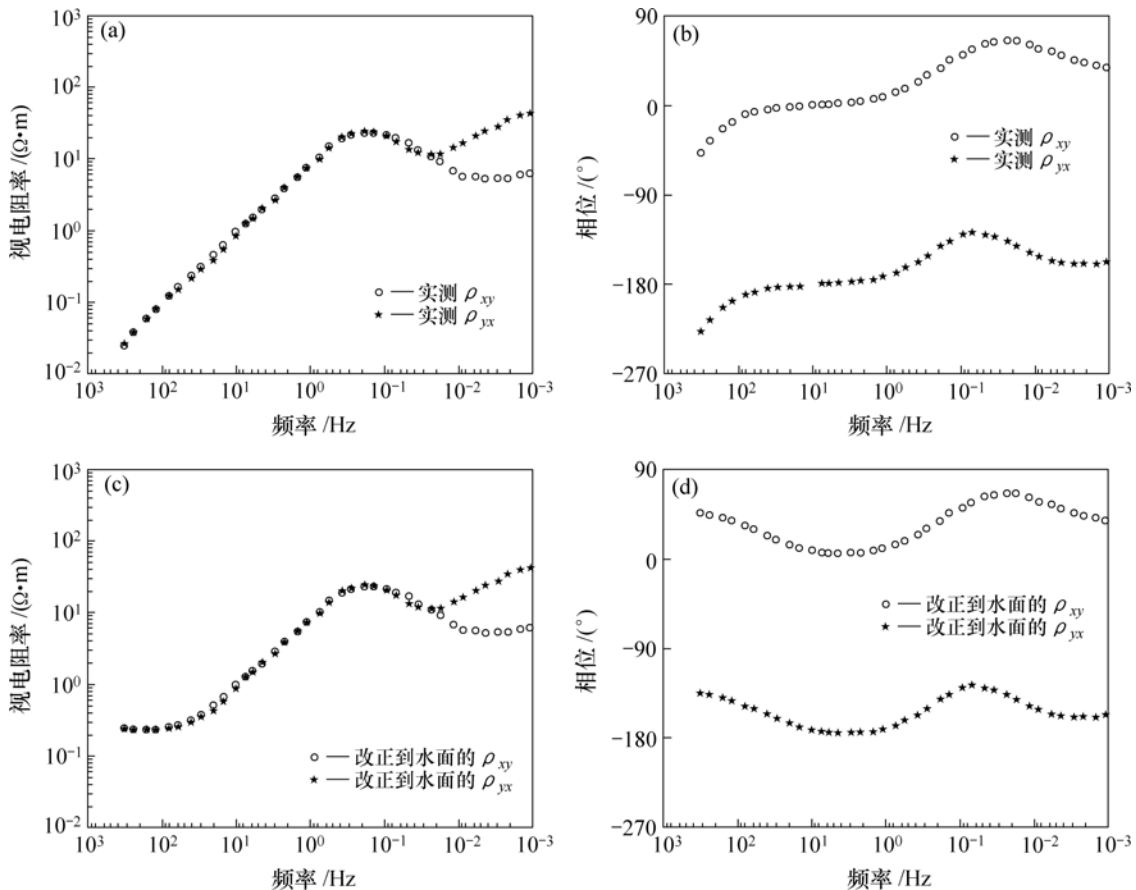 (a)
10³
10²
10¹
10⁰
10⁻¹
10⁻²
视电阻率 /(Ω•m)
○ — 实测 ρxy
★ — 实测 ρyx
10³ 10² 10¹ 10⁰ 10⁻¹ 10⁻² 10⁻³
频率 /Hz
(b)
90
0
−90
−180
−270
相位 /(°)
○ — 实测 ρxy
★ — 实测 ρyx
10³ 10² 10¹ 10⁰ 10⁻¹ 10⁻² 10⁻³
频率 /Hz
(c)
10³
10²
10¹
10⁰
10⁻¹
10⁻²
视电阻率 /(Ω•m)
○ — 改正到水面的 ρxy
★ — 改正到水面的 ρyx
10³ 10² 10¹ 10⁰ 10⁻¹ 10⁻² 10⁻³
频率 /Hz
(d)
90
0
−90
−180
−270
相位 /(°)
○ — 改正到水面的 ρxy
★ — 改正到水面的 ρyx
10³ 10² 10¹ 10⁰ 10⁻¹ 10⁻² 10⁻³
频率 /Hz